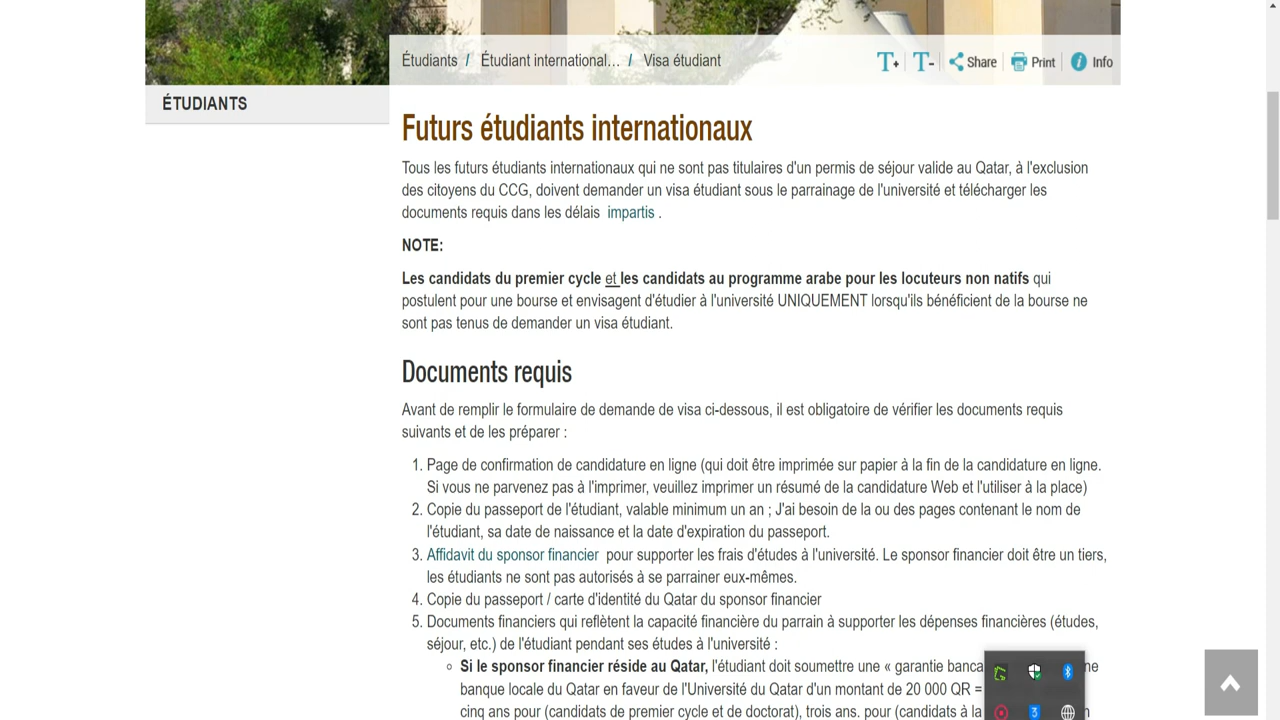 Étudiants / Étudiant international... / Visa étudiant
T+ T- Share Print Info
ÉTUDIANTS
Futurs étudiants internationaux
Tous les futurs étudiants internationaux qui ne sont pas titulaires d'un permis de séjour valide au Qatar, à l'exclusion
des citoyens du CCG, doivent demander un visa étudiant sous le parrainage de l'université et télécharger les
documents requis dans les délais impartis .
NOTE:
Les candidats du premier cycle et les candidats au programme arabe pour les locuteurs non natifs qui
postulent pour une bourse et envisagent d'étudier à l'université UNIQUEMENT lorsqu'ils bénéficient de la bourse ne
sont pas tenus de demander un visa étudiant.
Documents requis
Avant de remplir le formulaire de demande de visa ci-dessous, il est obligatoire de vérifier les documents requis
suivants et de les préparer :
1. Page de confirmation de candidature en ligne (qui doit être imprimée sur papier à la fin de la candidature en ligne.
Si vous ne parvenez pas à l'imprimer, veuillez imprimer un résumé de la candidature Web et l'utiliser à la place)
2. Copie du passeport de l'étudiant, valable minimum un an ; J'ai besoin de la ou des pages contenant le nom de
l'étudiant, sa date de naissance et la date d'expiration du passeport.
3. Affidavit du sponsor financier pour supporter les frais d'études à l'université. Le sponsor financier doit être un tiers,
les étudiants ne sont pas autorisés à se parrainer eux-mêmes.
4. Copie du passeport / carte d'identité du Qatar du sponsor financier
5. Documents financiers qui reflètent la capacité financière du parrain à supporter les dépenses financières (études,
séjour, etc.) de l'étudiant pendant ses études à l'université :
Si le sponsor financier réside au Qatar, l'étudiant doit soumettre une « garantie
banque locale du Qatar en faveur de l'Université du Qatar d'un montant de 20 000 QR =
cinq ans pour (candidats de premier cycle et de doctorat), trois ans. pour (candidats à la